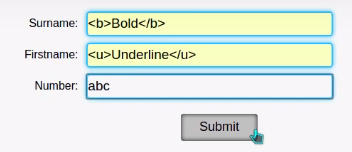 Surname: <b>Bold</b>
Firstname: <u>Underline</u>
Number: abc
Submit